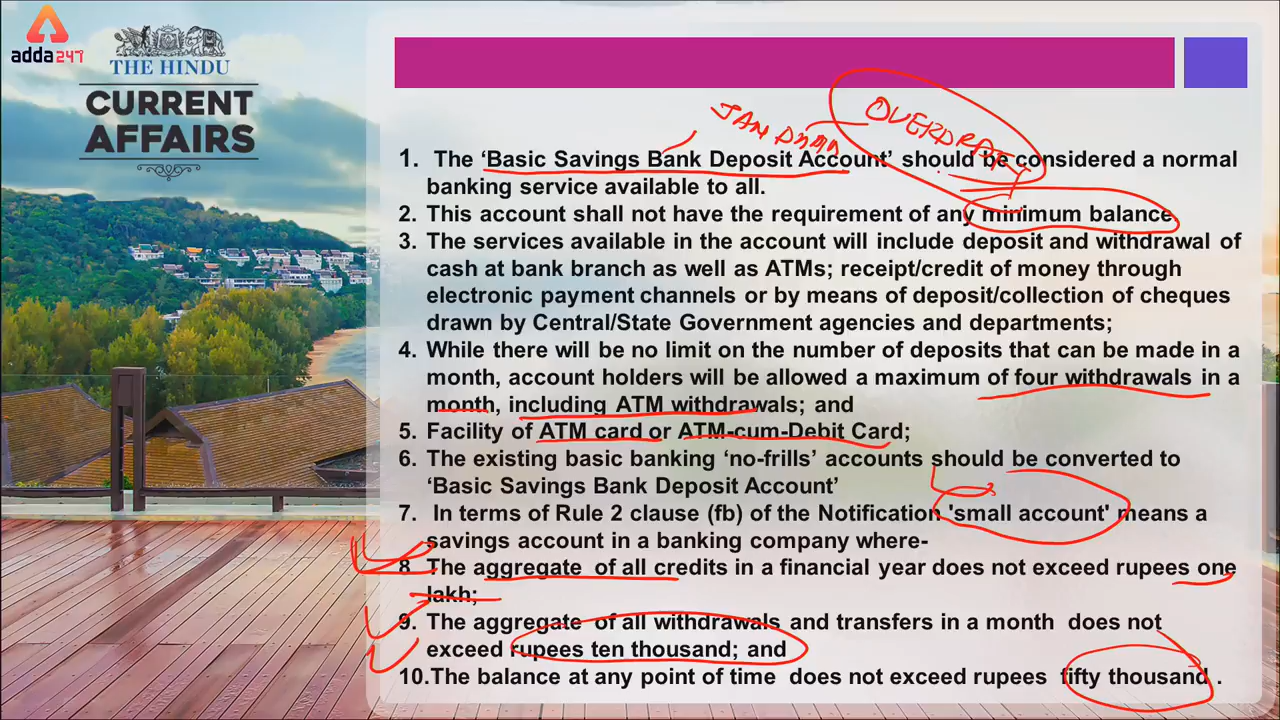 adda247
THE HINDU
CURRENT
AFFAIRS
JAN DHAN
OVERDRAFT
1. The ‘Basic Savings Bank Deposit Account’ should be considered a normal
banking service available to all.
2. This account shall not have the requirement of any minimum balance.
3. The services available in the account will include deposit and withdrawal of
cash at bank branch as well as ATMs; receipt/credit of money through
electronic payment channels or by means of deposit/collection of cheques
drawn by Central/State Government agencies and departments;
4. While there will be no limit on the number of deposits that can be made in a
month, account holders will be allowed a maximum of four withdrawals in a
month, including ATM withdrawals; and
5. Facility of ATM card or ATM-cum-Debit Card;
6. The existing basic banking ‘no-frills’ accounts should be converted to
‘Basic Savings Bank Deposit Account’
7. In terms of Rule 2 clause (fb) of the Notification 'small account' means a
savings account in a banking company where-
8. The aggregate of all credits in a financial year does not exceed rupees one
lakh;
9. The aggregate of all withdrawals and transfers in a month does not
exceed rupees ten thousand; and
10.The balance at any point of time does not exceed rupees fifty thousand .